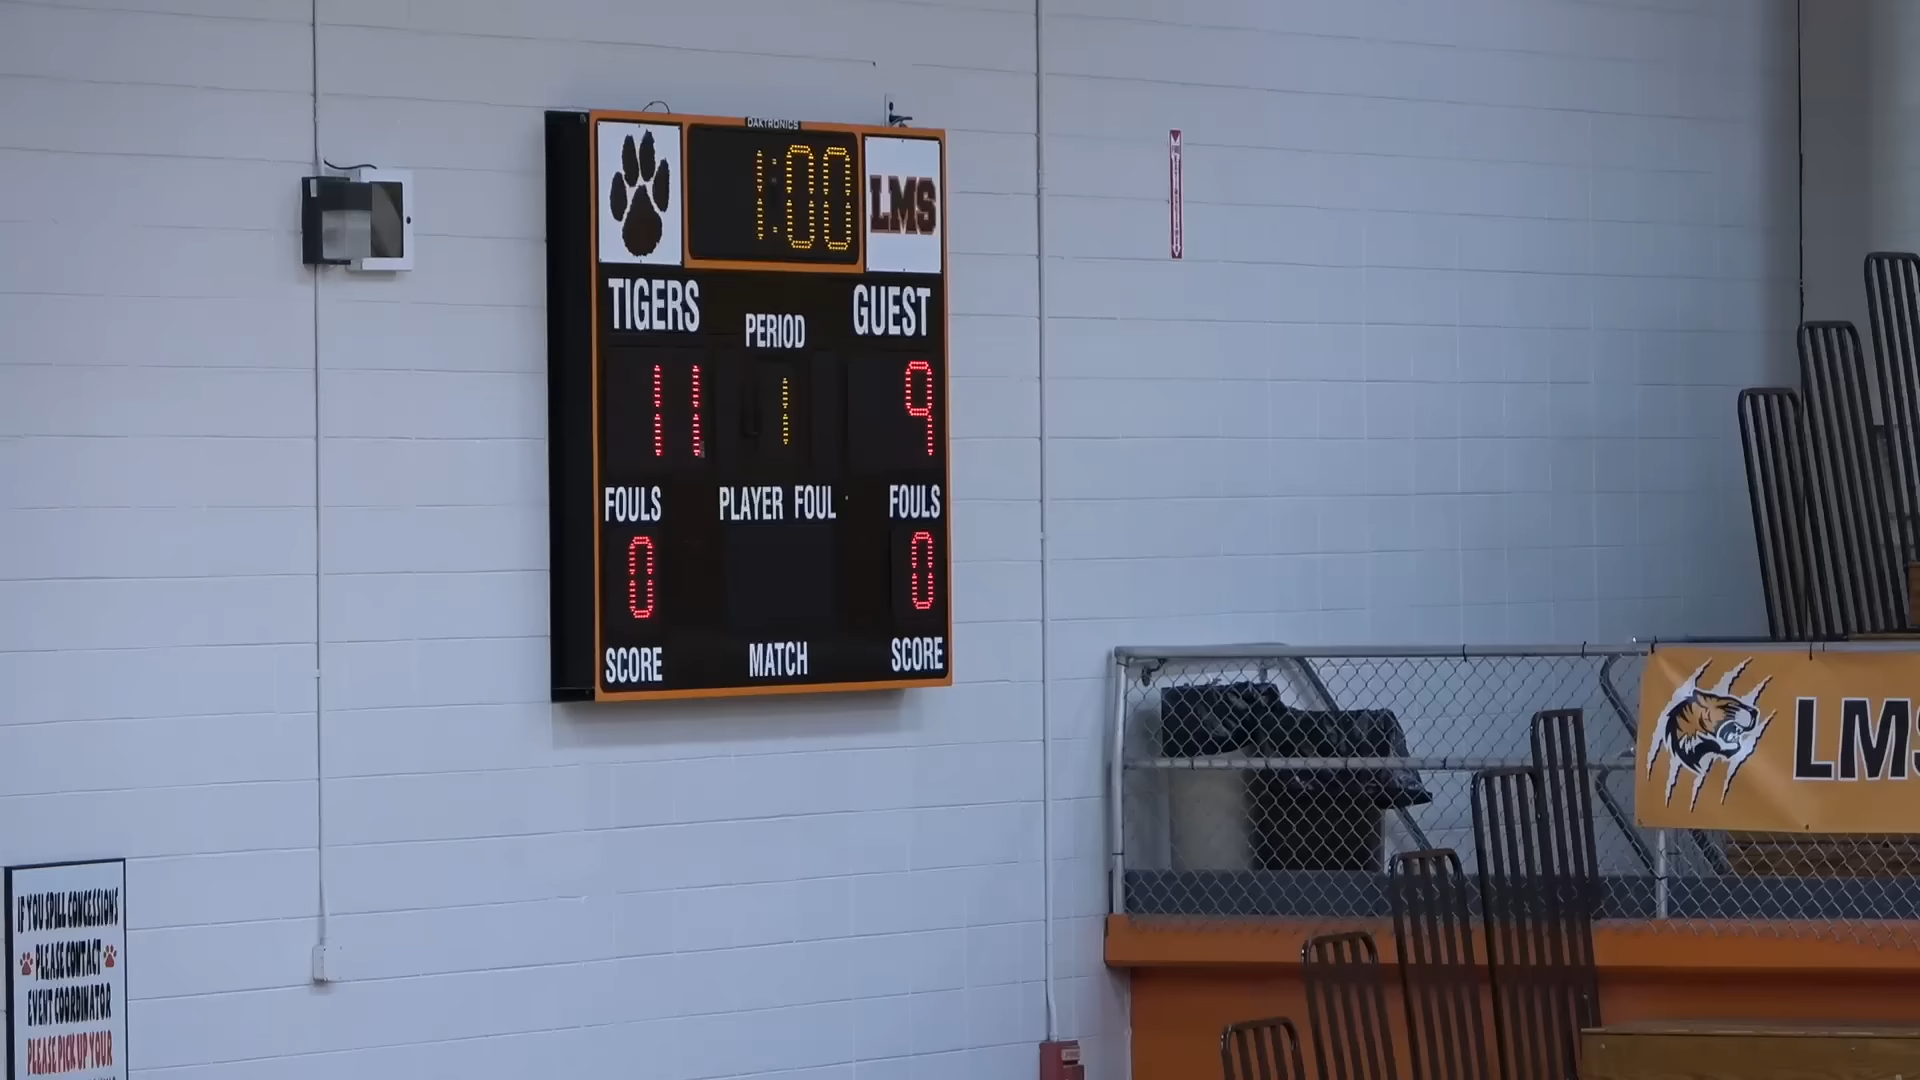 DAKTRONICS
1:00
LMS
TIGERS
GUEST
PERIOD
11
1
9
FOULS
PLAYER FOUL
FOULS
0
0
SCORE
MATCH
SCORE
LMS
IF YOU SPILL CONCESSIONS
PLEASE CONTACT
EVENT COORDINATOR
PLEASE PICK UP YOUR